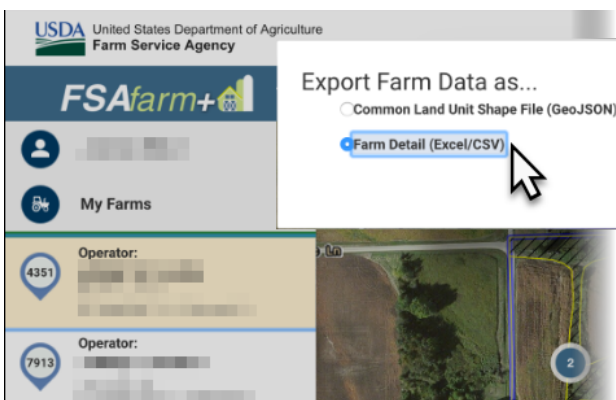 USDA United States Department of Agriculture
Farm Service Agency
FSAfarm+
Export Farm Data as...
Common Land Unit Shape File (GeoJSON)
Farm Detail (Excel/CSV)
My Farms
Operator:
4351
Operator:
7913
Ln
2